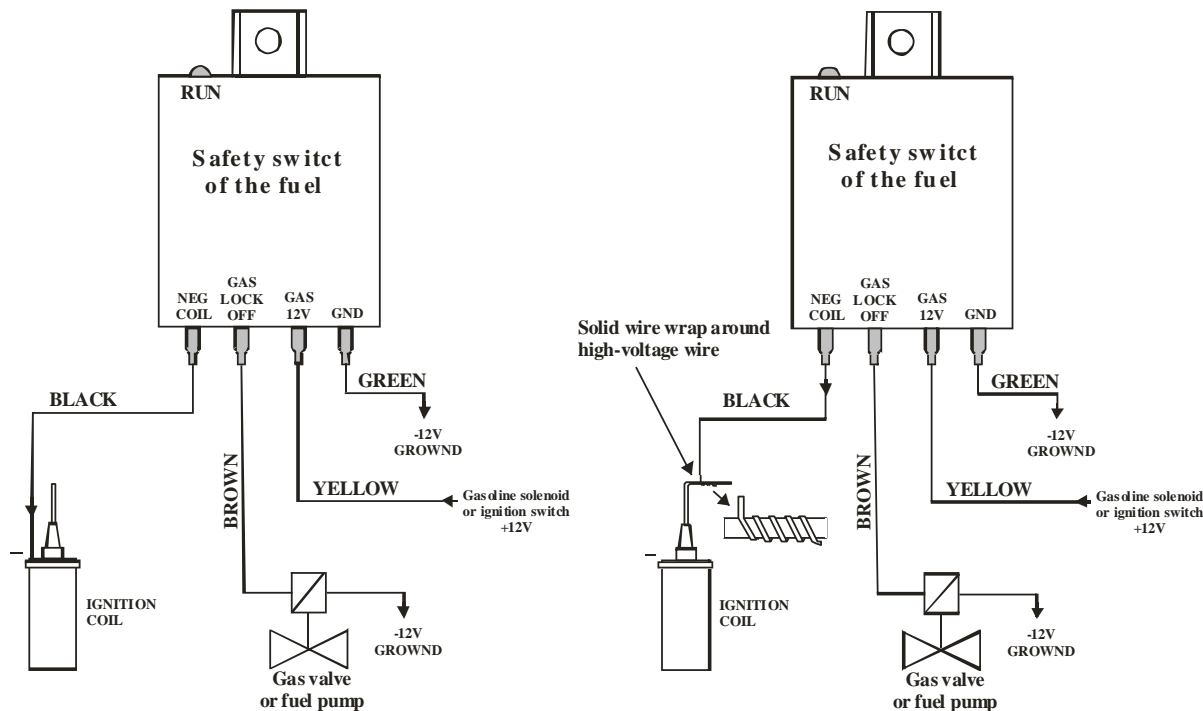 RUN
Safety switct
of the fuel
NEG
COIL
GAS
LOCK
OFF
GAS
12V
GND
BLACK
GREEN
-12V
GROWND
BROWN
YELLOW
Gasoline solenoid
or ignition switch
+12V
IGNITION
COIL
-12V
GROWND
Gas valve
or fuel pump
RUN
Safety switct
of the fuel
NEG
COIL
GAS
LOCK
OFF
GAS
12V
GND
Solid wire wrap around
high-voltage wire
BLACK
GREEN
-12V
GROWND
BROWN
YELLOW
Gasoline solenoid
or ignition switch
+12V
IGNITION
COIL
-12V
GROWND
Gas valve
or fuel pump